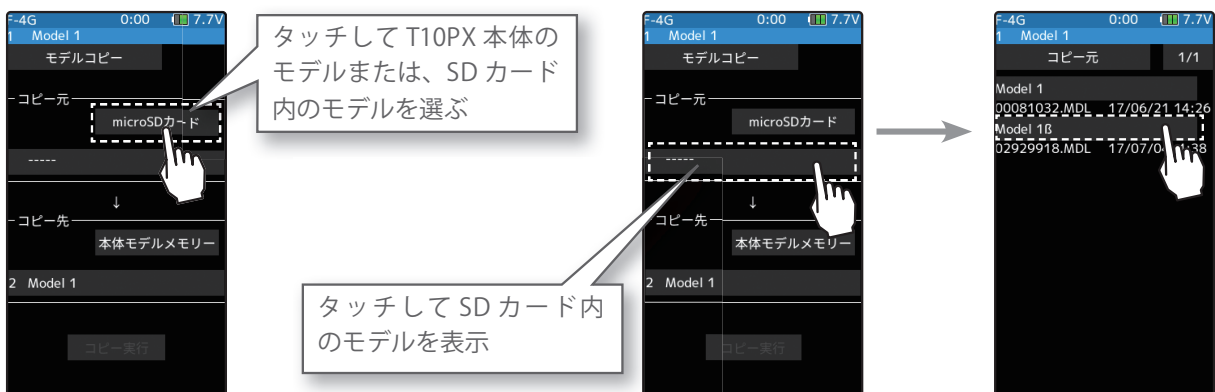 F-4G 0:00 7.7V
1 Model 1
モデルコピー
コピー元
microSDカード
-----
↓
コピー先
本体モデルメモリー
2 Model 1
コピー実行
タッチして T10PX 本体の
モデルまたは、SD カード
内のモデルを選ぶ
F-4G 0:00 7.7V
1 Model 1
モデルコピー
コピー元
microSDカード
-----
↓
コピー先
本体モデルメモリー
2 Model 1
コピー実行
タッチして SD カード内
のモデルを表示
F-4G 0:00 7.7V
1 Model 1
コピー元 1/1
Model 1
00081032.MDL 17/06/21 14:26
Model 1ß
02929918.MDL 17/07/0